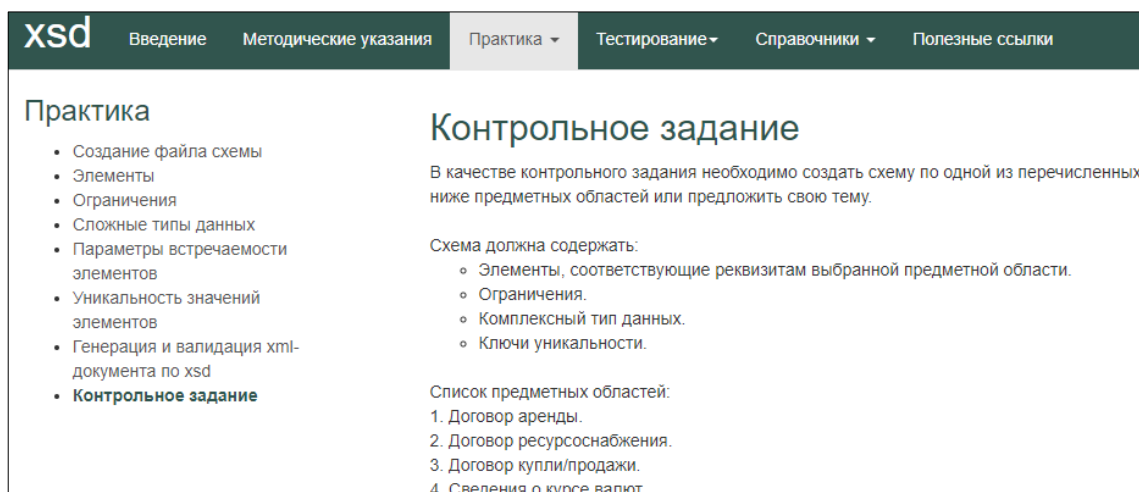 xsd Введение Методические указания Практика Тестирование Справочники Полезные ссылки
Практика
Создание файла схемы
Элементы
Ограничения
Сложные типы данных
Параметры встречаемости
элементов
Уникальность значений
элементов
Генерация и валидация xml-
документа по xsd
Контрольное задание
Контрольное задание
В качестве контрольного задания необходимо создать схему по одной из перечисленных
ниже предметных областей или предложить свою тему.
Схема должна содержать:
Элементы, соответствующие реквизитам выбранной предметной области.
Ограничения.
Комплексный тип данных.
Ключи уникальности.
Список предметных областей:
1. Договор аренды.
2. Договор ресурсоснабжения.
3. Договор купли/продажи.
4. Сведения о курсе валют